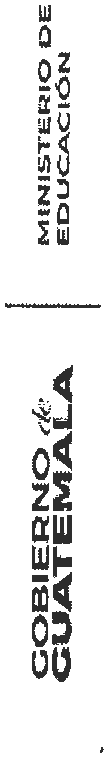 GOBIERNO de
GUATEMALA
MINISTERIO DE
EDUCACIÓN